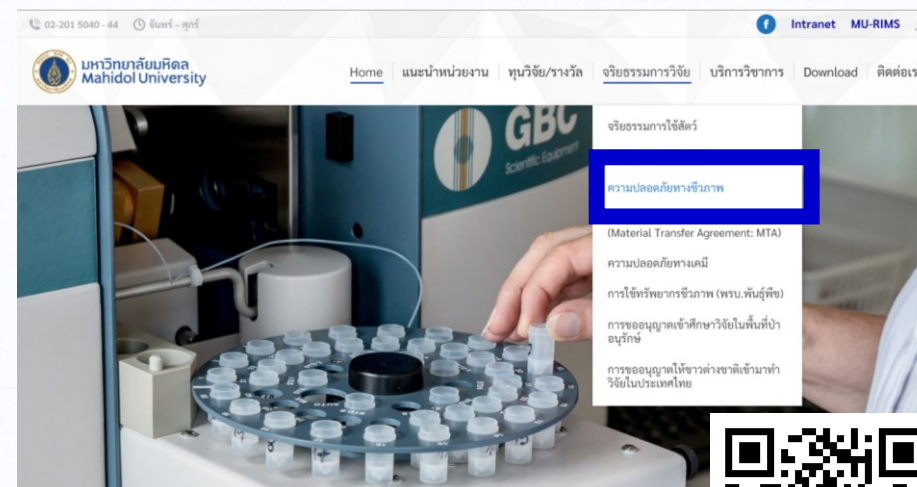 02-201 5040 - 44 จันทร์ – ศุกร์
Intranet MU-RIMS
มหาวิทยาลัยมหิดล
Mahidol University
Home แนะนำหน่วยงาน ทุนวิจัย/รางวัล จริยธรรมการวิจัย บริการวิชาการ Download
GBC
Scientific Equipment
จริยธรรมการใช้สัตว์
ความปลอดภัยทางชีวภาพ
(Material Transfer Agreement: MTA)
ความปลอดภัยทางเคมี
การใช้ทรัพยากรชีวภาพ (พรบ.พันธุ์พืช)
การขออนุญาตเข้าศึกษาวิจัยในพื้นที่ป่า
อนุรักษ์
การขออนุญาตให้ชาวต่างชาติเข้ามาทำ
วิจัยในประเทศไทย